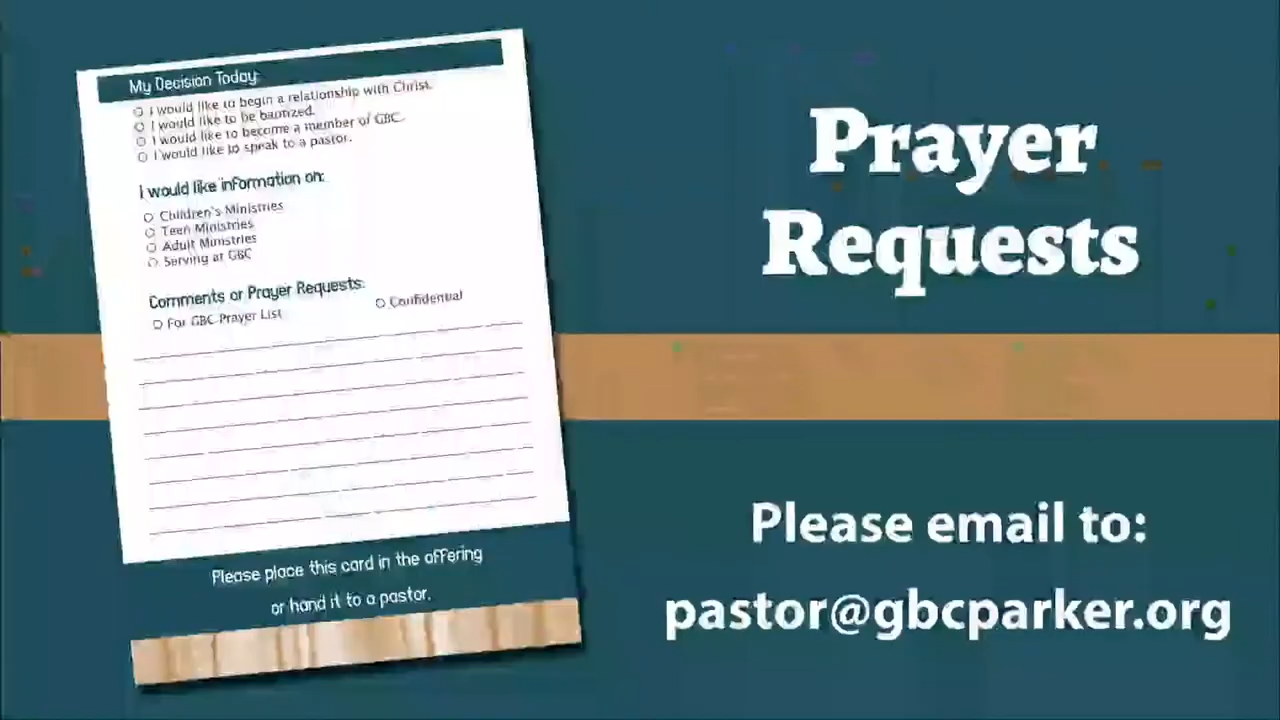 My Decision Today:
I would like to begin a relationship with Christ.
I would like to be baptized.
I would like to become a member of GBC.
I would like to speak to a pastor.
I would like information on:
Children's Ministries
Teen Ministries
Adult Ministries
Serving at GBC
Comments or Prayer Requests:
For GBC Prayer List
Confidential
Please place this card in the offering
or hand it to a pastor.
Prayer
Requests
Please email to:
pastor@gbcparker.org